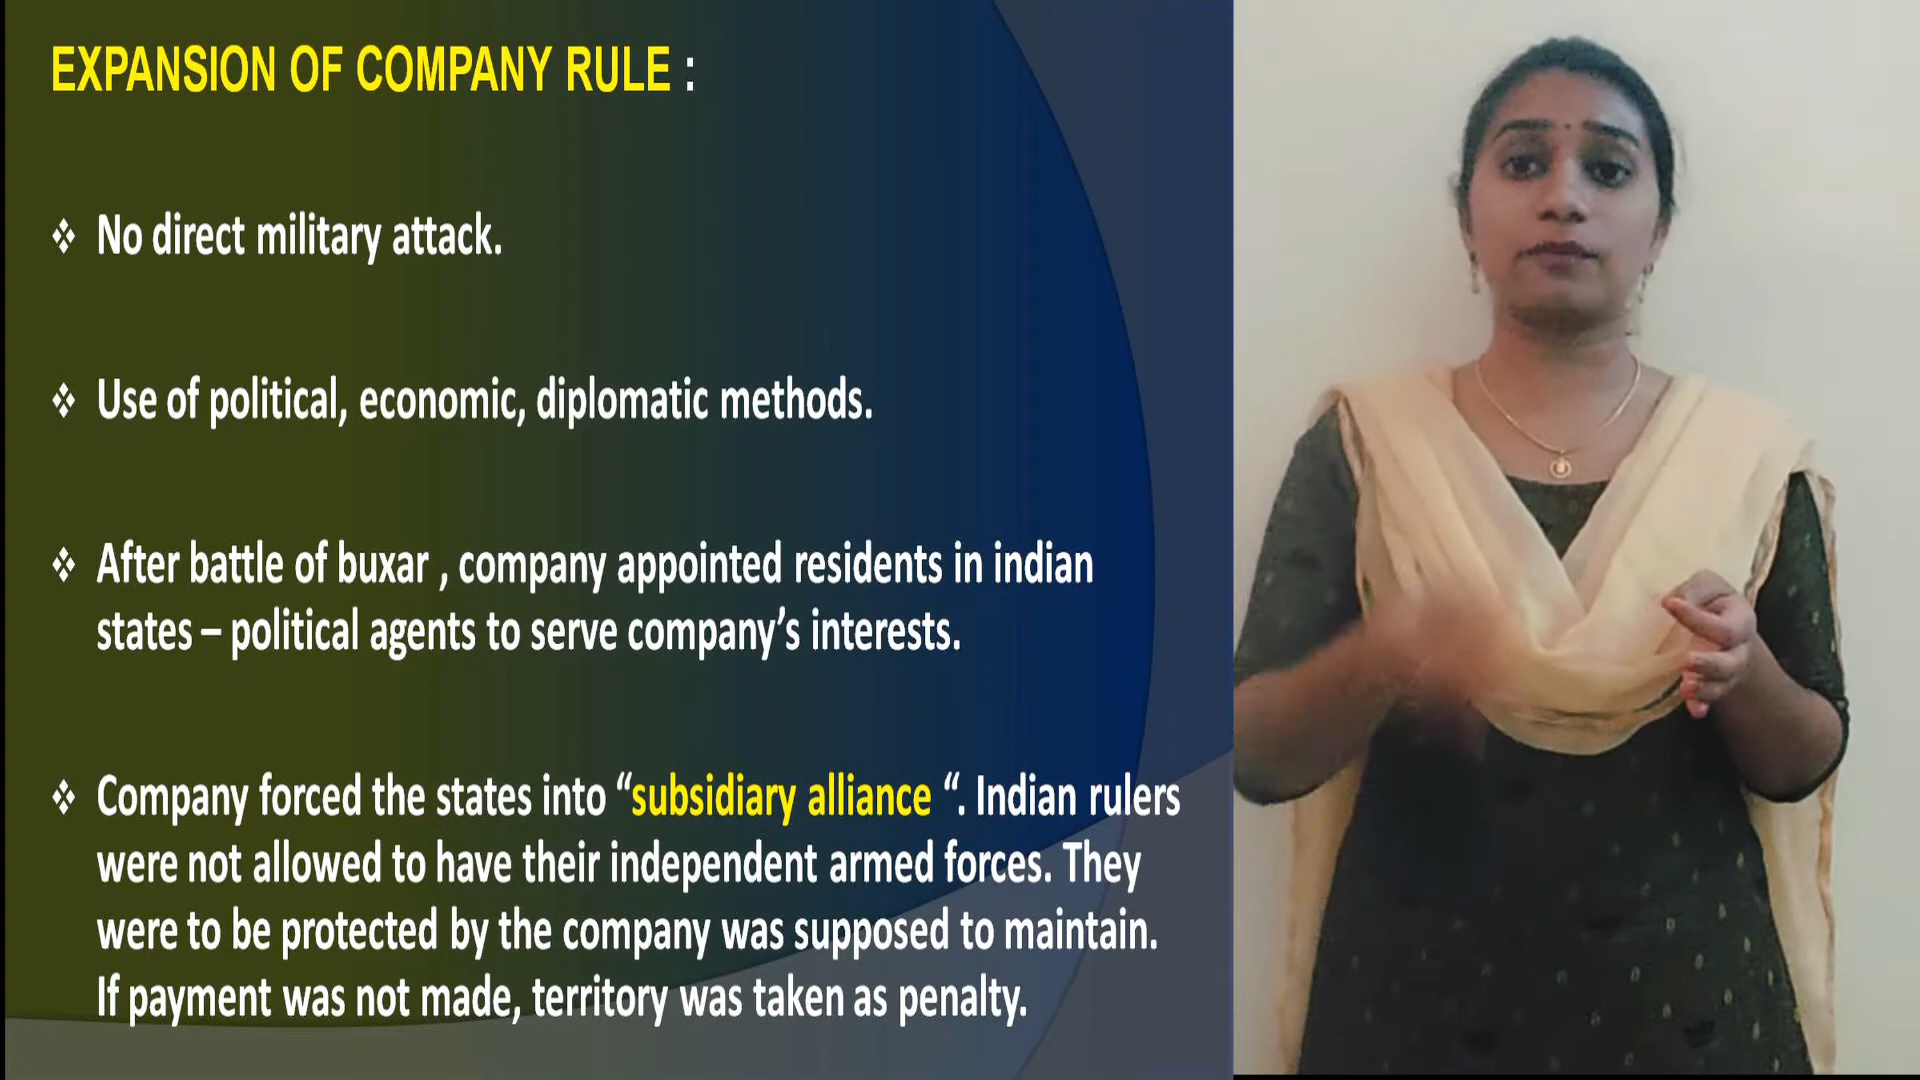 EXPANSION OF COMPANY RULE :
❖ No direct military attack.
❖ Use of political, economic, diplomatic methods.
❖ After battle of buxar , company appointed residents in indian
states – political agents to serve company’s interests.
❖ Company forced the states into “subsidiary alliance “. Indian rulers
were not allowed to have their independent armed forces. They
were to be protected by the company was supposed to maintain.
If payment was not made, territory was taken as penalty.